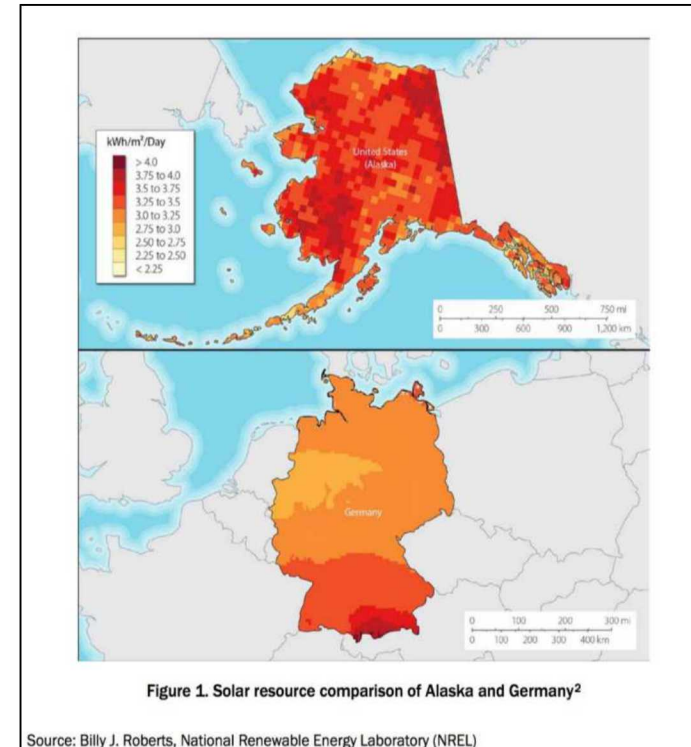 kWh/m²/Day
> 4.0
3.75 to 4.0
3.5 to 3.75
3.25 to 3.5
3.0 to 3.25
2.75 to 3.0
2.50 to 2.75
2.25 to 2.50
< 2.25
United States
(Alaska)
0 250 500 750 mi
0 300 600 900 1,200 km
Germany
0 100 200 300 mi
0 100 200 300 400 km
Figure 1. Solar resource comparison of Alaska and Germany²
Source: Billy J. Roberts, National Renewable Energy Laboratory (NREL)